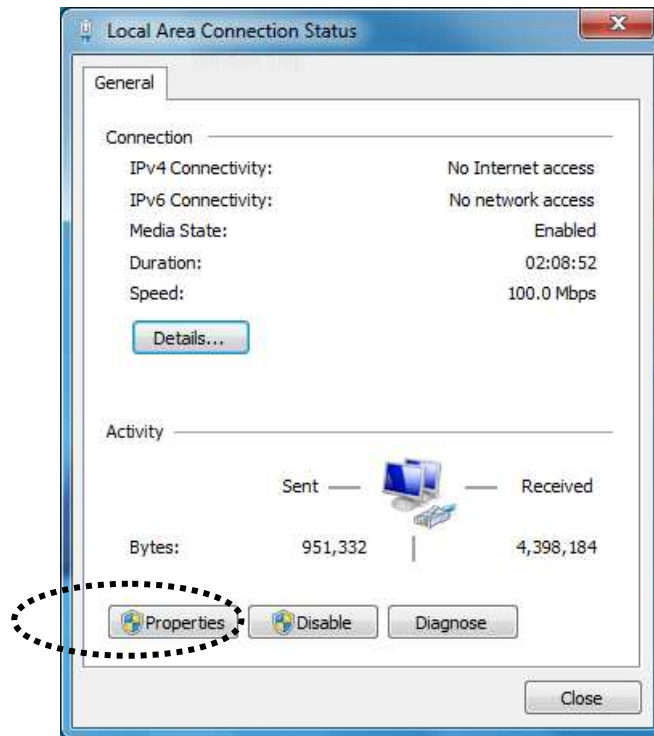 Local Area Connection Status
General
Connection
IPv4 Connectivity: No Internet access
IPv6 Connectivity: No network access
Media State: Enabled
Duration: 02:08:52
Speed: 100.0 Mbps
Details...
Activity
Sent Received
Bytes: 951,332 4,398,184
Properties Disable Diagnose
Close